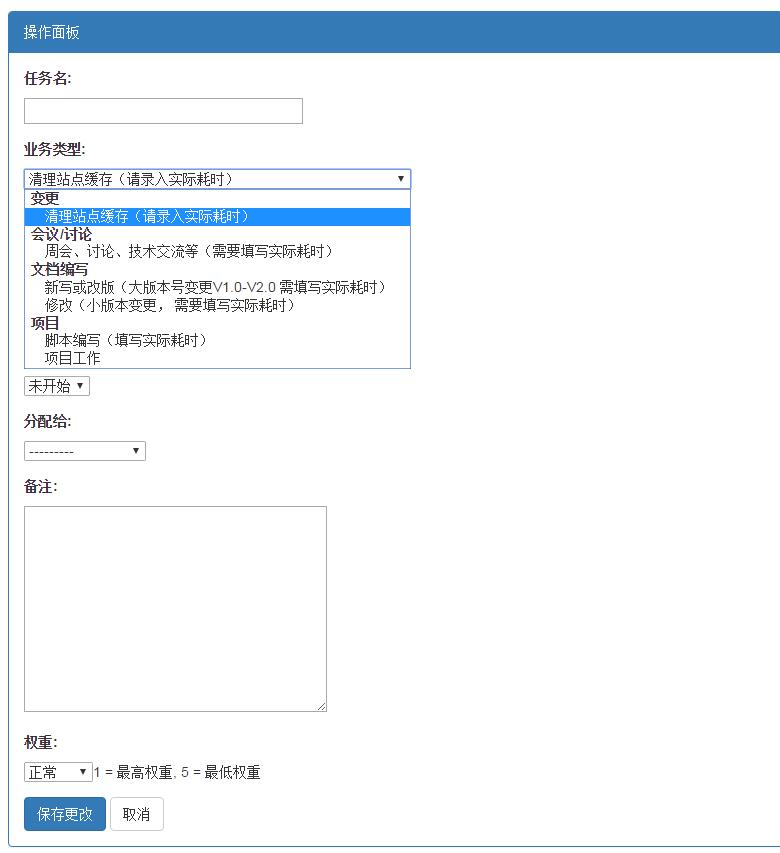 操作面板
任务名:
业务类型:
清理站点缓存（请录入实际耗时）
变更
清理站点缓存（请录入实际耗时）
会议/讨论
周会、讨论、技术交流等（需要填写实际耗时）
文档编写
新写或改版（大版本号变更V1.0-V2.0 需填写实际耗时）
修改（小版本变更， 需要填写实际耗时）
项目
脚本编写（填写实际耗时）
项目工作
未开始
分配给:
---------
备注:
权重:
正常 1 = 最高权重, 5 = 最低权重
保存更改 取消